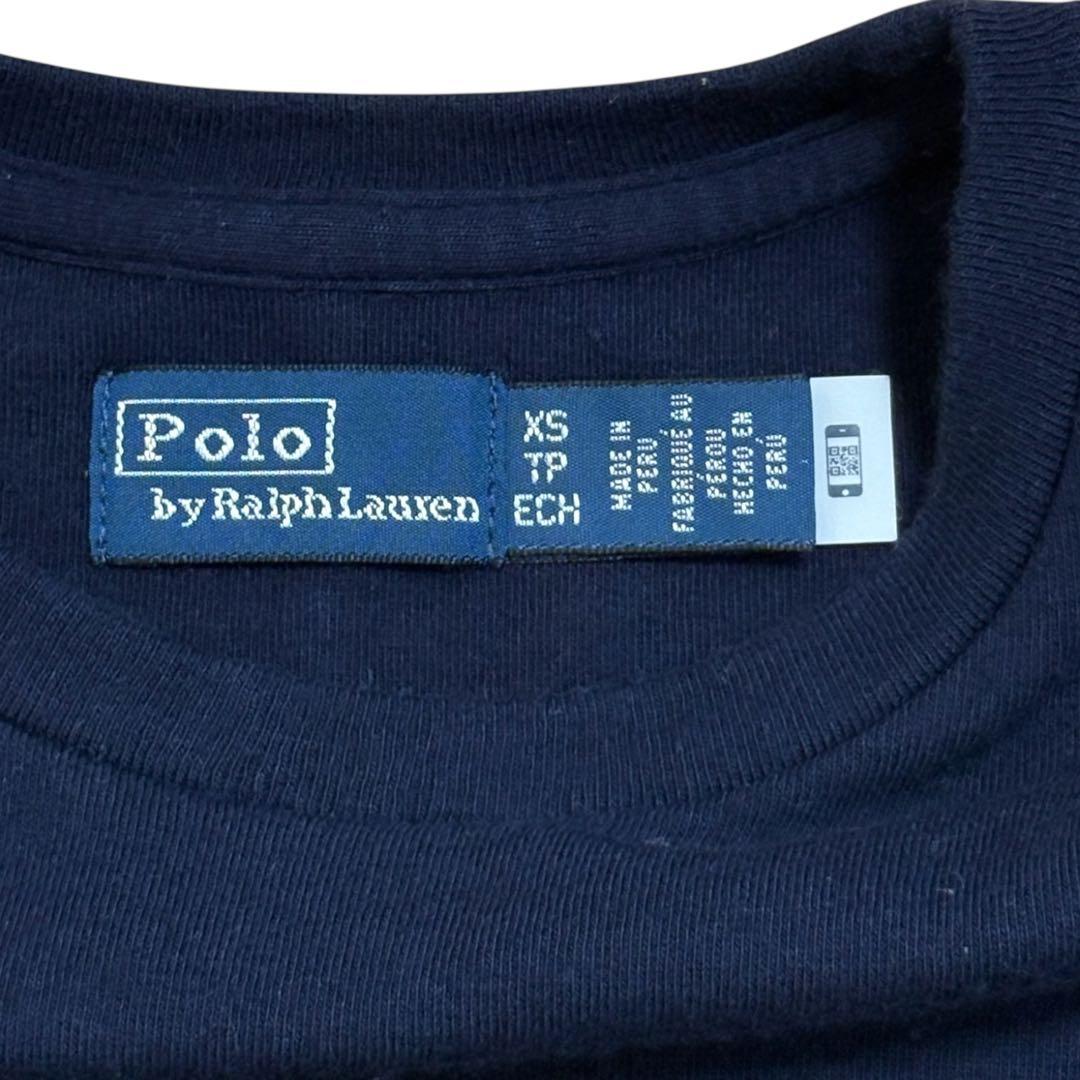 Polo
by Ralph Lauren
XS
TP
ECH
MADE IN
PERU
FABRIQUÉ AU
PÉROU
HECHO EN
PERÚ